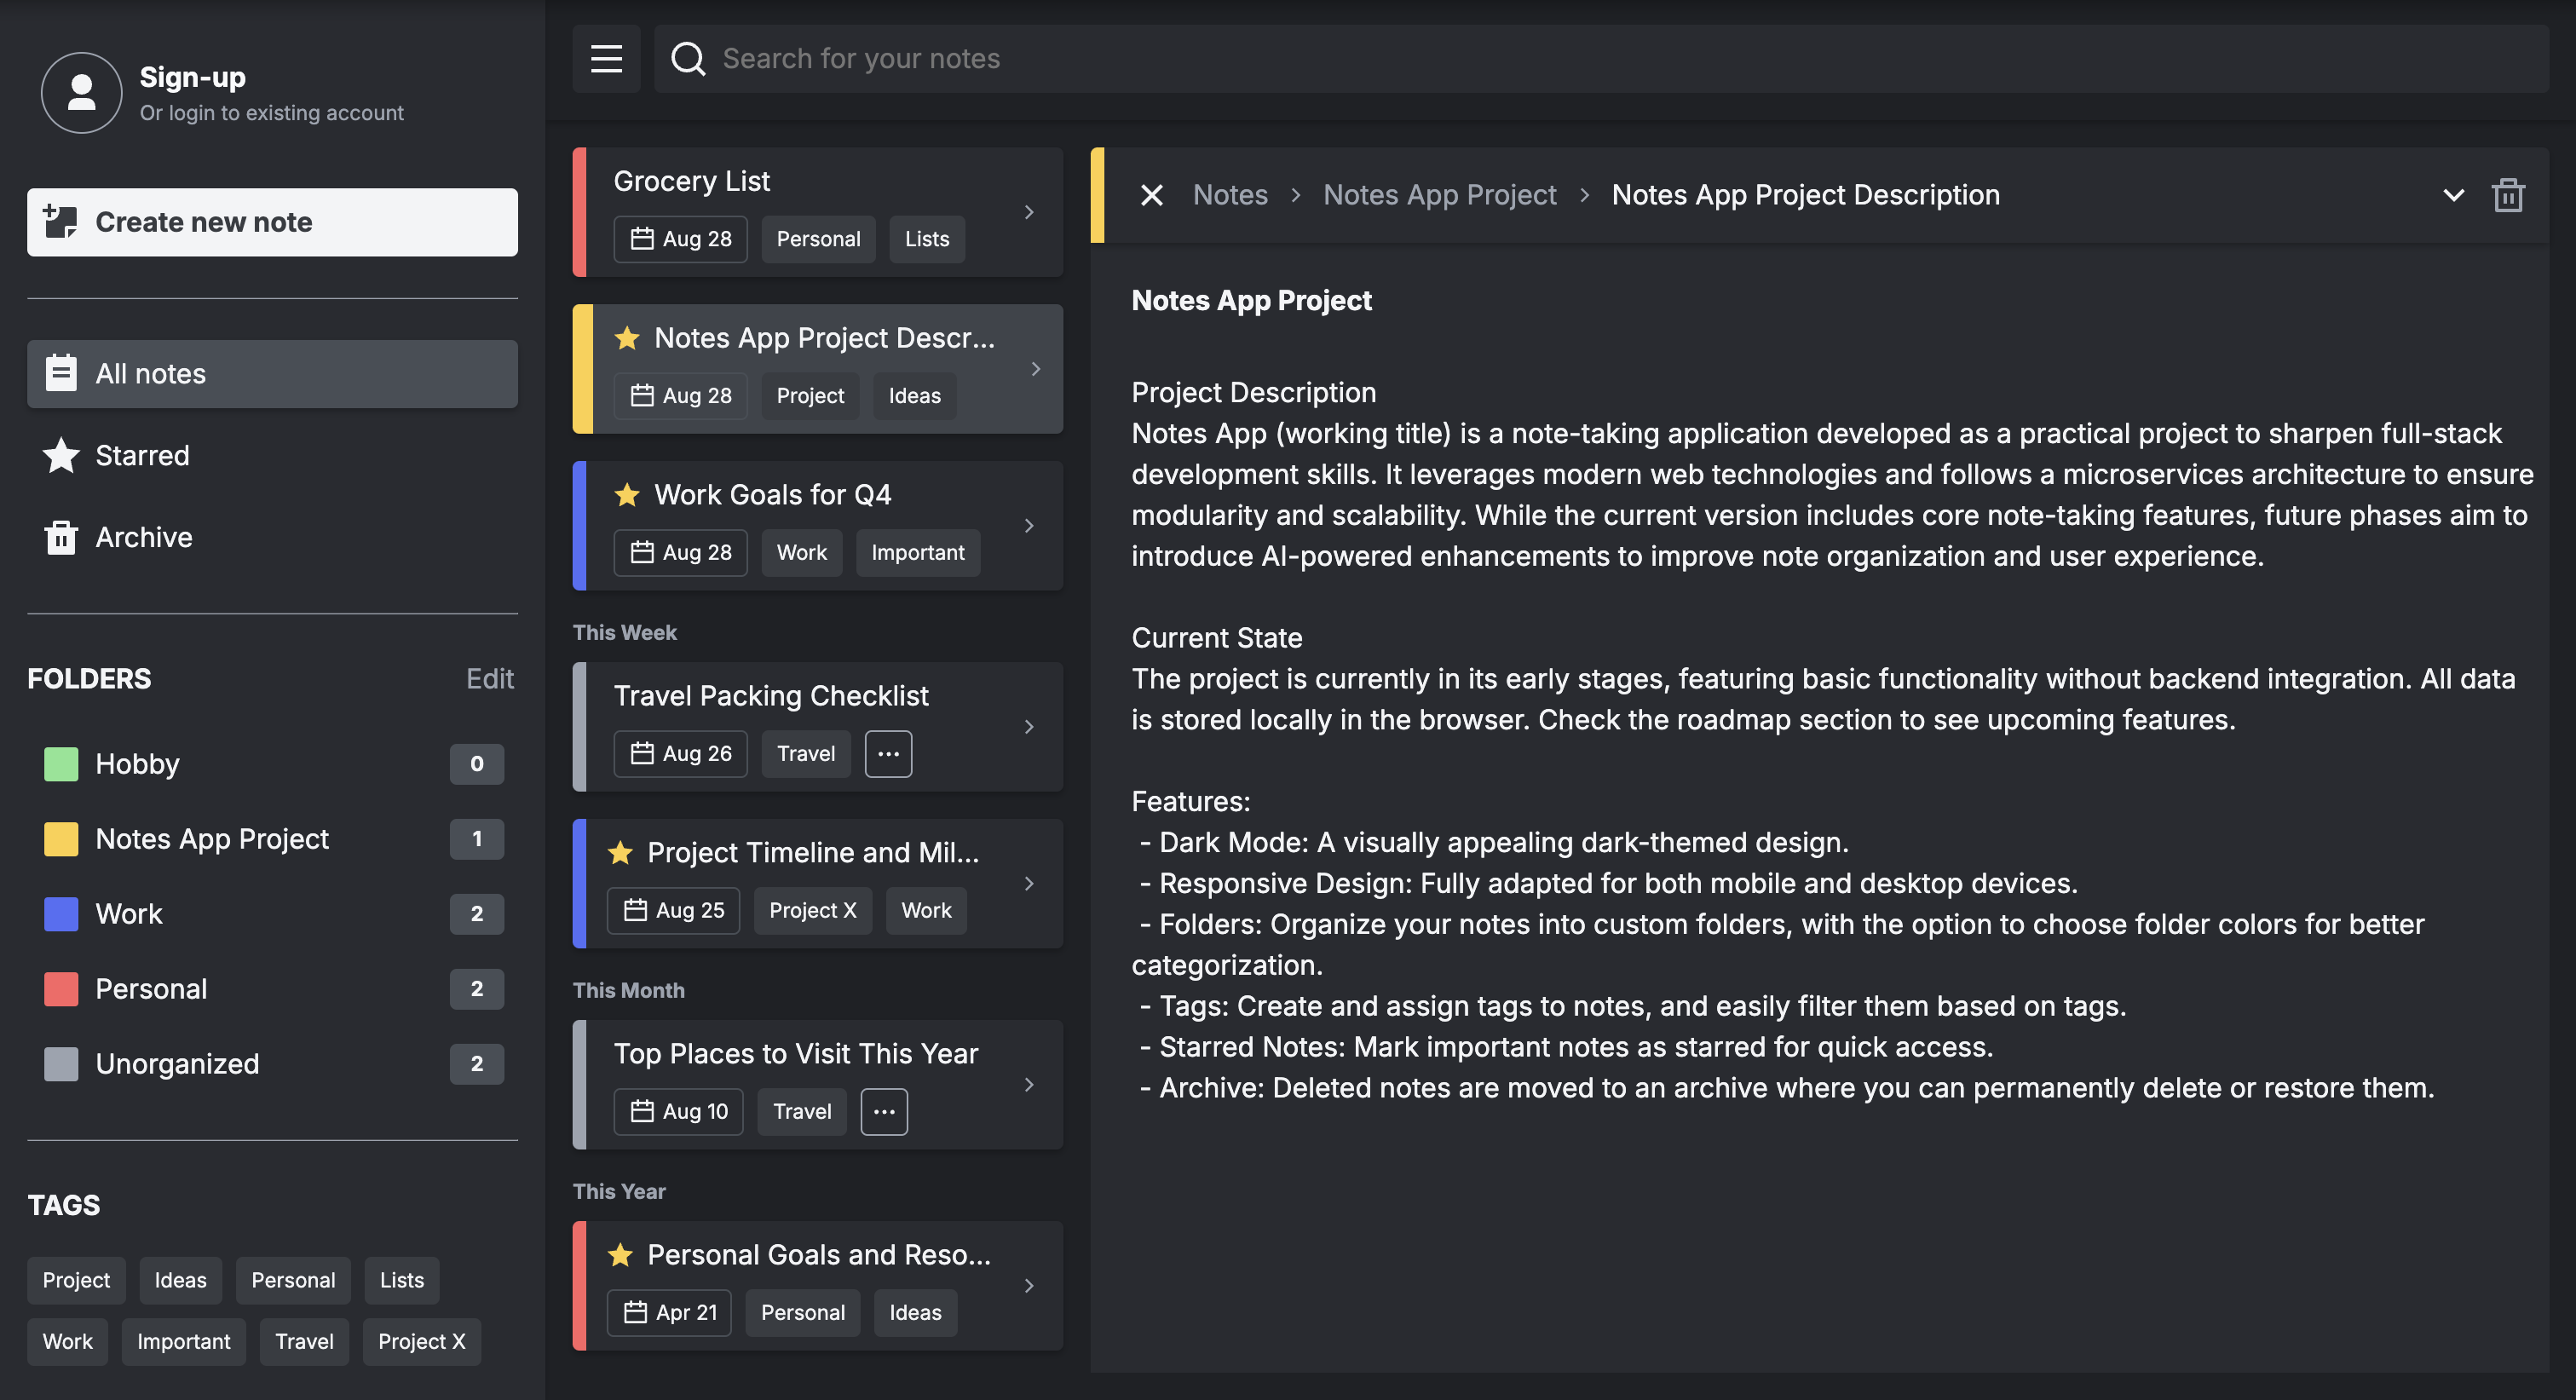 Sign-up
Or login to existing account
Create new note
All notes
Starred
Archive
FOLDERS
Edit
Hobby
0
Notes App Project
1
Work
2
Personal
2
Unorganized
2
TAGS
Project
Ideas
Personal
Lists
Work
Important
Travel
Project X
Search for your notes
Grocery List
Aug 28
Personal
Lists
Notes App Project Descr...
Aug 28
Project
Ideas
Work Goals for Q4
Aug 28
Work
Important
This Week
Travel Packing Checklist
Aug 26
Travel
...
Project Timeline and Mil...
Aug 25
Project X
Work
This Month
Top Places to Visit This Year
Aug 10
Travel
...
This Year
Personal Goals and Reso...
Apr 21
Personal
Ideas
Notes > Notes App Project > Notes App Project Description
Notes App Project
Project Description
Notes App (working title) is a note-taking application developed as a practical project to sharpen full-stack
development skills. It leverages modern web technologies and follows a microservices architecture to ensure
modularity and scalability. While the current version includes core note-taking features, future phases aim to
introduce AI-powered enhancements to improve note organization and user experience.
Current State
The project is currently in its early stages, featuring basic functionality without backend integration. All data
is stored locally in the browser. Check the roadmap section to see upcoming features.
Features:
- Dark Mode: A visually appealing dark-themed design.
- Responsive Design: Fully adapted for both mobile and desktop devices.
- Folders: Organize your notes into custom folders, with the option to choose folder colors for better
categorization.
- Tags: Create and assign tags to notes, and easily filter them based on tags.
- Starred Notes: Mark important notes as starred for quick access.
- Archive: Deleted notes are moved to an archive where you can permanently delete or restore them.